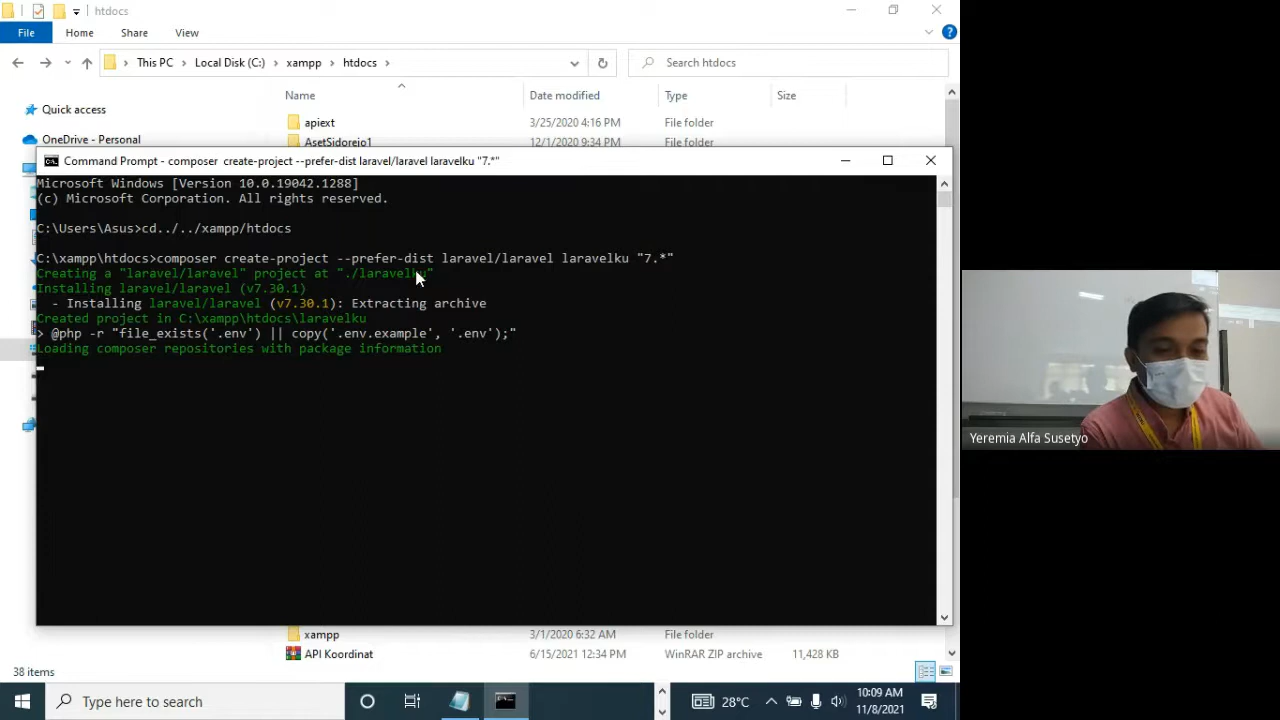 htdocs
File
Home
Share
View
This PC
Local Disk (C:)
xampp
htdocs
Search htdocs
Name
Date modified
Type
Size
Quick access
apiext
3/25/2020 4:16 PM
File folder
OneDrive - Personal
AsetSidorejo1
12/1/2020 9:34 PM
File folder
Command Prompt - composer create-project --prefer-dist laravel/laravel laravelku "7.*"
Microsoft Windows [Version 10.0.19042.1288]
(c) Microsoft Corporation. All rights reserved.
C:\Users\Asus>cd../../xampp/htdocs
C:\xampp\htdocs>composer create-project --prefer-dist laravel/laravel laravelku "7.*"
Creating a "laravel/laravel" project at "./laravelku"
Installing laravel/laravel (v7.30.1)
- Installing laravel/laravel (v7.30.1): Extracting archive
Created project in C:\xampp\htdocs\laravelku
> @php -r "file_exists('.env') || copy('.env.example', '.env');"
Loading composer repositories with package information
Yeremia Alfa Susetyo
xampp
3/1/2020 6:32 AM
File folder
API Koordinat
6/15/2021 12:34 PM
WinRAR ZIP archive
11,428 KB
38 items
Type here to search
28°C
10:09 AM
11/8/2021